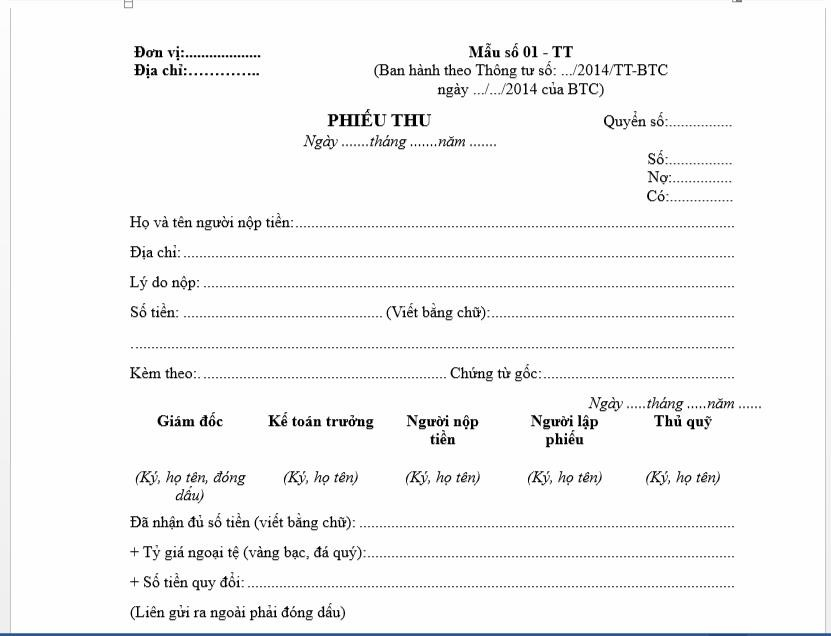 Đơn vị:...................
Mẫu số 01 - TT
Địa chỉ:…………..
(Ban hành theo Thông tư số: .../2014/TT-BTC
ngày .../.../2014 của BTC)
PHIẾU THU
Quyển số:................
Ngày .......tháng .......năm .......
Số:................
Nợ:...............
Có:................
Họ và tên người nộp tiền:..............................................................................................................
Địa chỉ: ..........................................................................................................................................
Lý do nộp: .....................................................................................................................................
Số tiền: .................................................. (Viết bằng chữ):.............................................................
.......................................................................................................................................................
Kèm theo:. ............................................................. Chứng từ gốc:................................................
Ngày .....tháng .....năm ......
Giám đốc Kế toán trưởng Người nộp tiền Người lập phiếu Thủ quỹ
(Ký, họ tên, đóng dấu) (Ký, họ tên) (Ký, họ tên) (Ký, họ tên) (Ký, họ tên)
Đã nhận đủ số tiền (viết bằng chữ): ..............................................................................................
+ Tỷ giá ngoại tệ (vàng bạc, đá quý):............................................................................................
+ Số tiền quy đổi: ..........................................................................................................................
(Liên gửi ra ngoài phải đóng dấu)